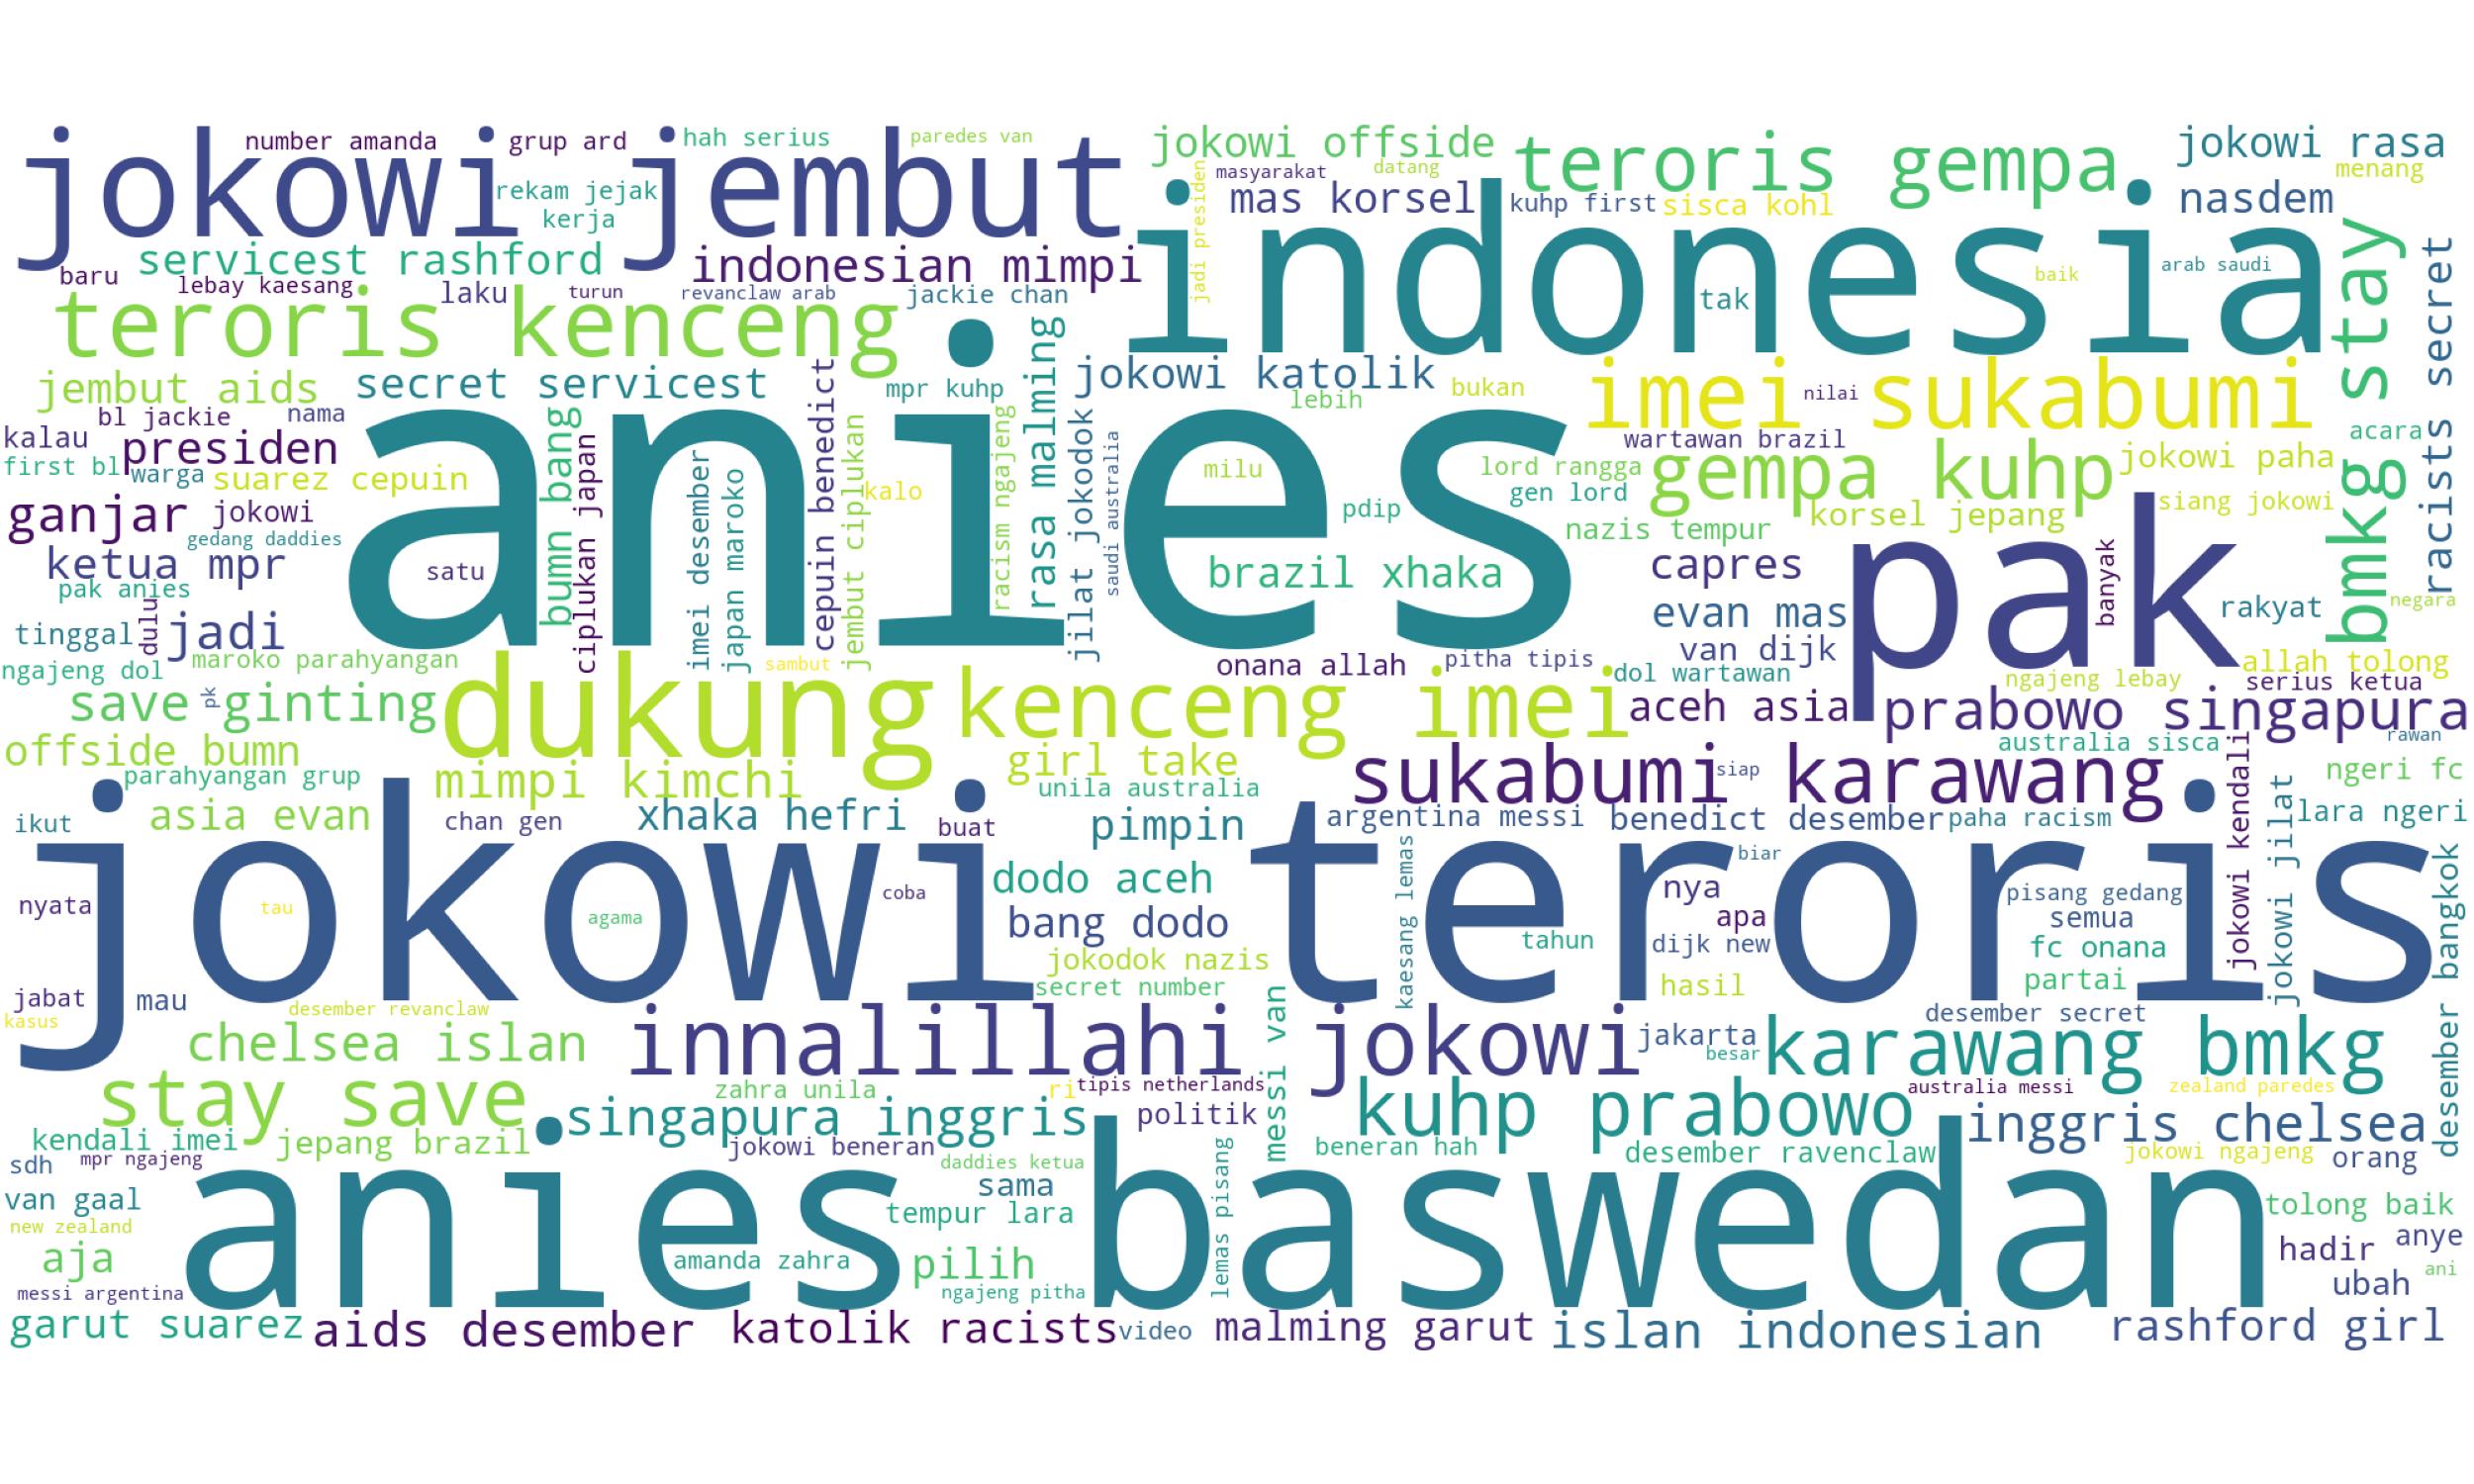 jokowi jembut
number amanda
grup ard
hah serius
paredes van
jokowi offside
teroris gempa
jokowi rasa
rekam jejak
kerja
jadi presiden
masyarakat
datang
mas korsel
kuhp first
sisca kohl
nasdem
menang
servicest rashford
indonesian mimpi
indonesia
baru
lebay kaesang
laku
turun
revanclaw arab
jackie chan
tak
baik
arab saudi
bmkg stay
racists secret
teroris kenceng
rasa malming
jokowi katolik
bukan
lebih
imei sukabumi
nilai
jembut aids
secret servicest
cepuin benedict
mpr kuhp
anies
bl jackie
nama
kalau
presiden
first bl
warga
suarez cepuin
bumn bang
ciplukan japan
imei desember
japan maroko
jembut ciplukan
kalo
racism ngajeng
jilat jokodok
saudi australia
milu
wartawan brazil
lord rangga
gen lord
gempa kuhp
jokowi paha
acara
ganjar
jokowi
gedang daddies
pdip
korsel jepang
siang jokowi
nazis tempur
ketua mpr
satu
pak anies
brazil xhaka
capres
pak
banyak
evan mas
rakyat
negara
tinggal
dulu
jadi
van dijk
ngajeng dol
maroko parahyangan
sambut
onana allah
pitha tipis
dol wartawan
allah tolong
save
pk
ginting
dukung
kenceng imei
aceh asia
ngajeng lebay
serius ketua
prabowo singapura
offside bumn
girl take
australia sisca
rawan
parahyangan grup
mimpi kimchi
unila australia
sukabumi karawang
siap
jokowi kendali
jokowi jilat
ngeri fc
ikut
asia evan
chan gen
xhaka hefri
buat
pimpin
argentina messi
benedict desember
paha racism
lara ngeri
jokowi teroris
kaesang lemas
biar
desember bangkok
nyata
tau
agama
coba
dodo aceh
nya
pisang gedang
bang dodo
apa
semua
tahun
dijk new
fc onana
jokodok nazis
hasil
partai
jabat
mau
desember revanclaw
secret number
kasus
messi van
desember secret
chelsea islan
innalillahi jokowi
jakarta
besar
karawang bmkg
stay save
zahra unila
ri
tipis netherlands
australia messi
zealand paredes
singapura inggris
politik
kuhp prabowo
inggris chelsea
kendali imei
jepang brazil
jokowi beneran
lemas pisang
beneran hah
desember ravenclaw
jokowi ngajeng
orang
sdh
mpr ngajeng
daddies ketua
anies baswedan
van gaal
sama
tolong baik
new zealand
tempur lara
anye
aja
hadir
amanda zahra
pilih
ani
messi argentina
ngajeng pitha
ubah
garut suarez
aids desember
katolik racists
video
malming garut
islan indonesian
rashford girl